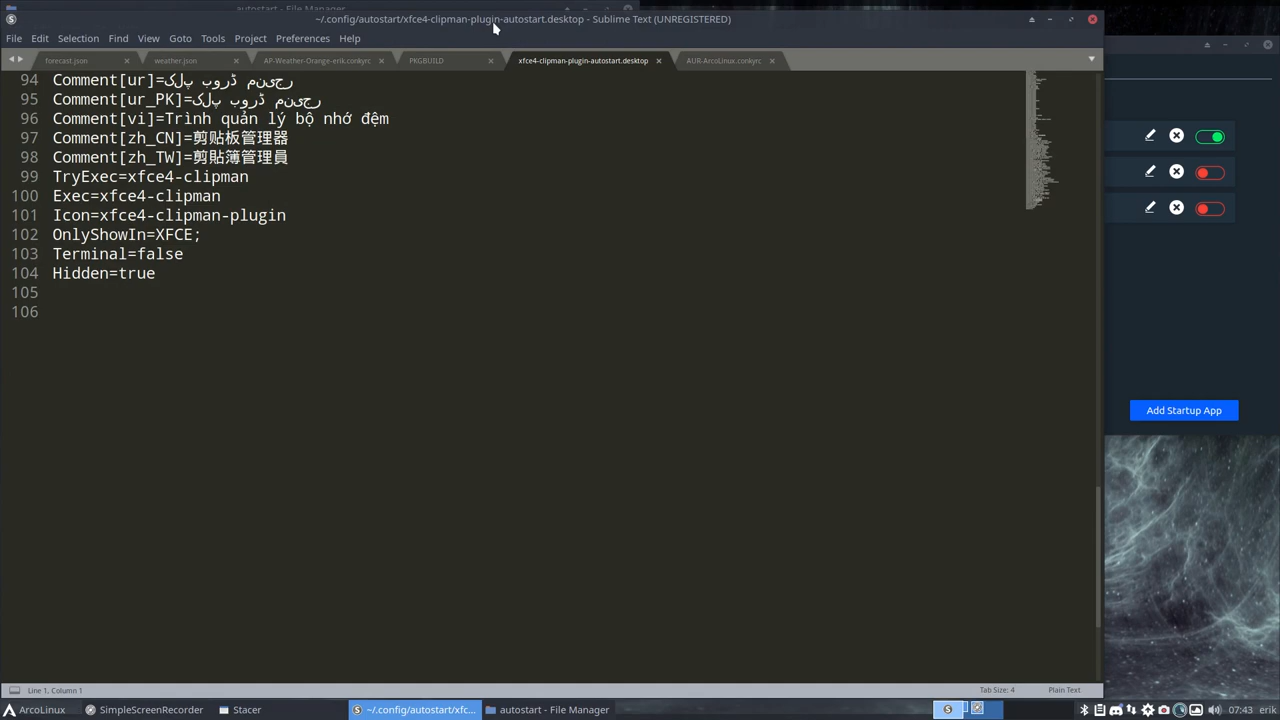 autostart - File Manager
~/.config/autostart/xfce4-clipman-plugin-autostart.desktop - Sublime Text (UNREGISTERED)
File Edit Selection Find View Goto Tools Project Preferences Help
forecast.json weather.json AP-Weather-Orange-erik.conkyrc PKGBUILD xfce4-clipman-plugin-autostart.desktop AUR-ArcoLinux.conkyrc
94 Comment[ur]=کلپ بورڈ منیجر
95 Comment[ur_PK]=کلپ بورڈ منیجر
96 Comment[vi]=Trình quản lý bộ nhớ đệm
97 Comment[zh_CN]=剪贴板管理器
98 Comment[zh_TW]=剪貼簿管理員
99 TryExec=xfce4-clipman
100 Exec=xfce4-clipman
101 Icon=xfce4-clipman-plugin
102 OnlyShowIn=XFCE;
103 Terminal=false
104 Hidden=true
105
106
Add Startup App
Line 1, Column 1 Tab Size: 4 Plain Text
ArcoLinux SimpleScreenRecorder Stacer ~/.config/autostart/xfc... autostart - File Manager 07:43 erik